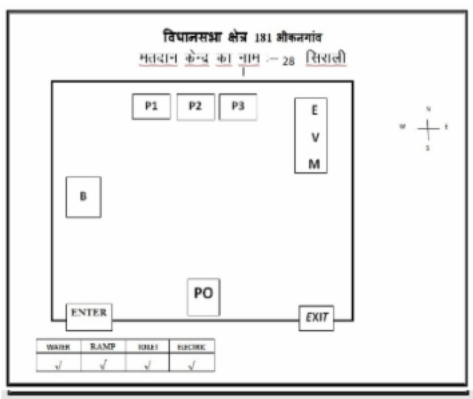 विधानसभा क्षेत्र 181 भीकनगांव
मतदान केन्द्र का नाम :– 28 सिराली
P1 P2 P3
E
V
M
N
W E
S
B
PO
ENTER
EXIT
WATER RAMP TOILET ELECTRIC
√ √ √ √